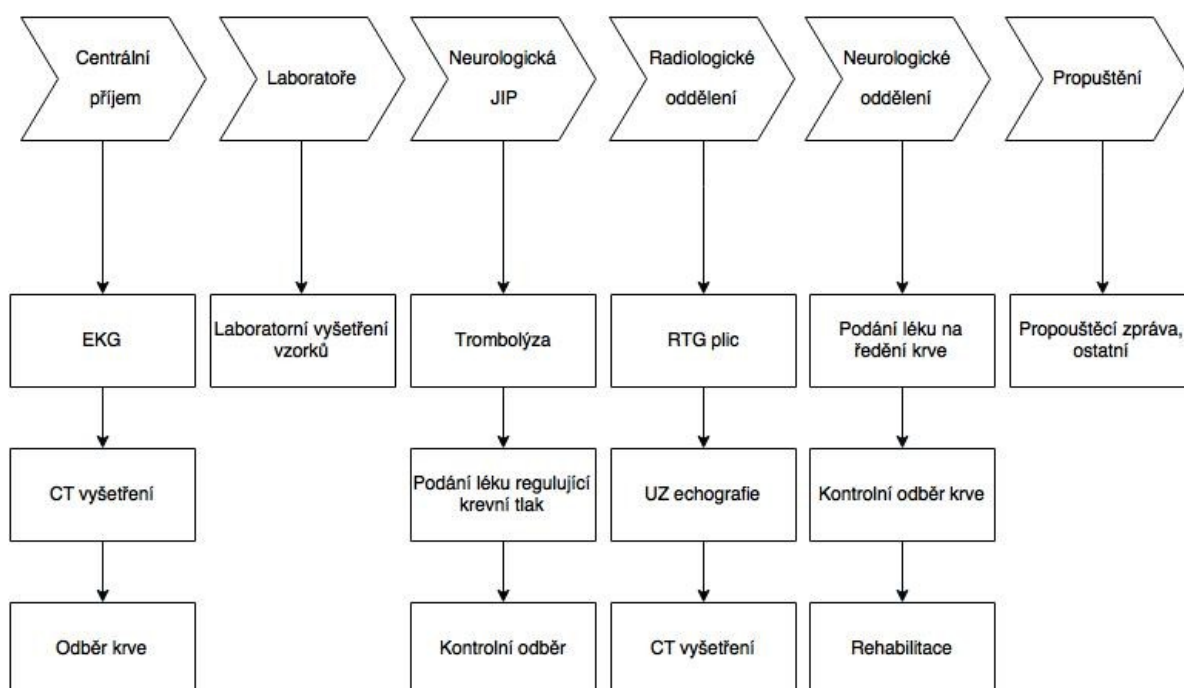 Centrální
příjem
Laboratoře
Neurologická
JIP
Radiologické
oddělení
Neurologické
oddělení
Propuštění
EKG
Laboratorní vyšetření
vzorků
Trombolýza
RTG plic
Podání léku na
ředění krve
Propouštěcí zpráva,
ostatní
CT vyšetření
Podání léku regulující
krevní tlak
UZ echografie
Kontrolní odběr krve
Odběr krve
Kontrolní odběr
CT vyšetření
Rehabilitace